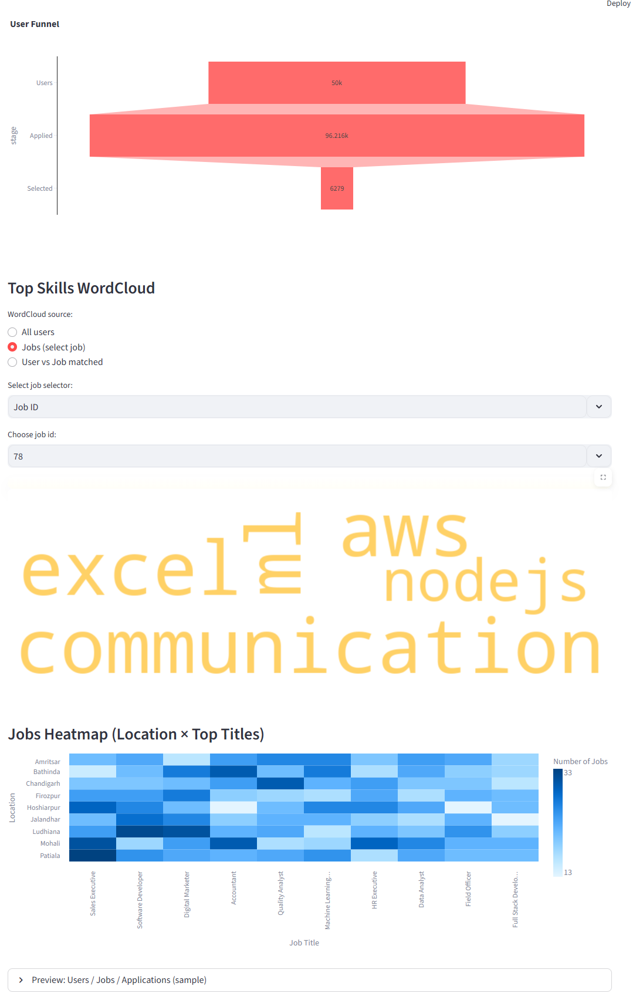 Deploy
User Funnel
Users
50k
stage
Applied
96.216k
Selected
6279
Top Skills WordCloud
WordCloud source:
All users
Jobs (select job)
User vs Job matched
Select job selector:
Job ID
Choose job id:
78
excel
ml
aws
nodejs
communication
Jobs Heatmap (Location × Top Titles)
Location
Amritsar
Bathinda
Chandigarh
Firozpur
Hoshiarpur
Jalandhar
Ludhiana
Mohali
Patiala
Number of Jobs
33
13
Sales Executive
Software Developer
Digital Marketer
Accountant
Quality Analyst
Machine Learning…
HR Executive
Data Analyst
Field Officer
Full Stack Develo…
Job Title
Preview: Users / Jobs / Applications (sample)